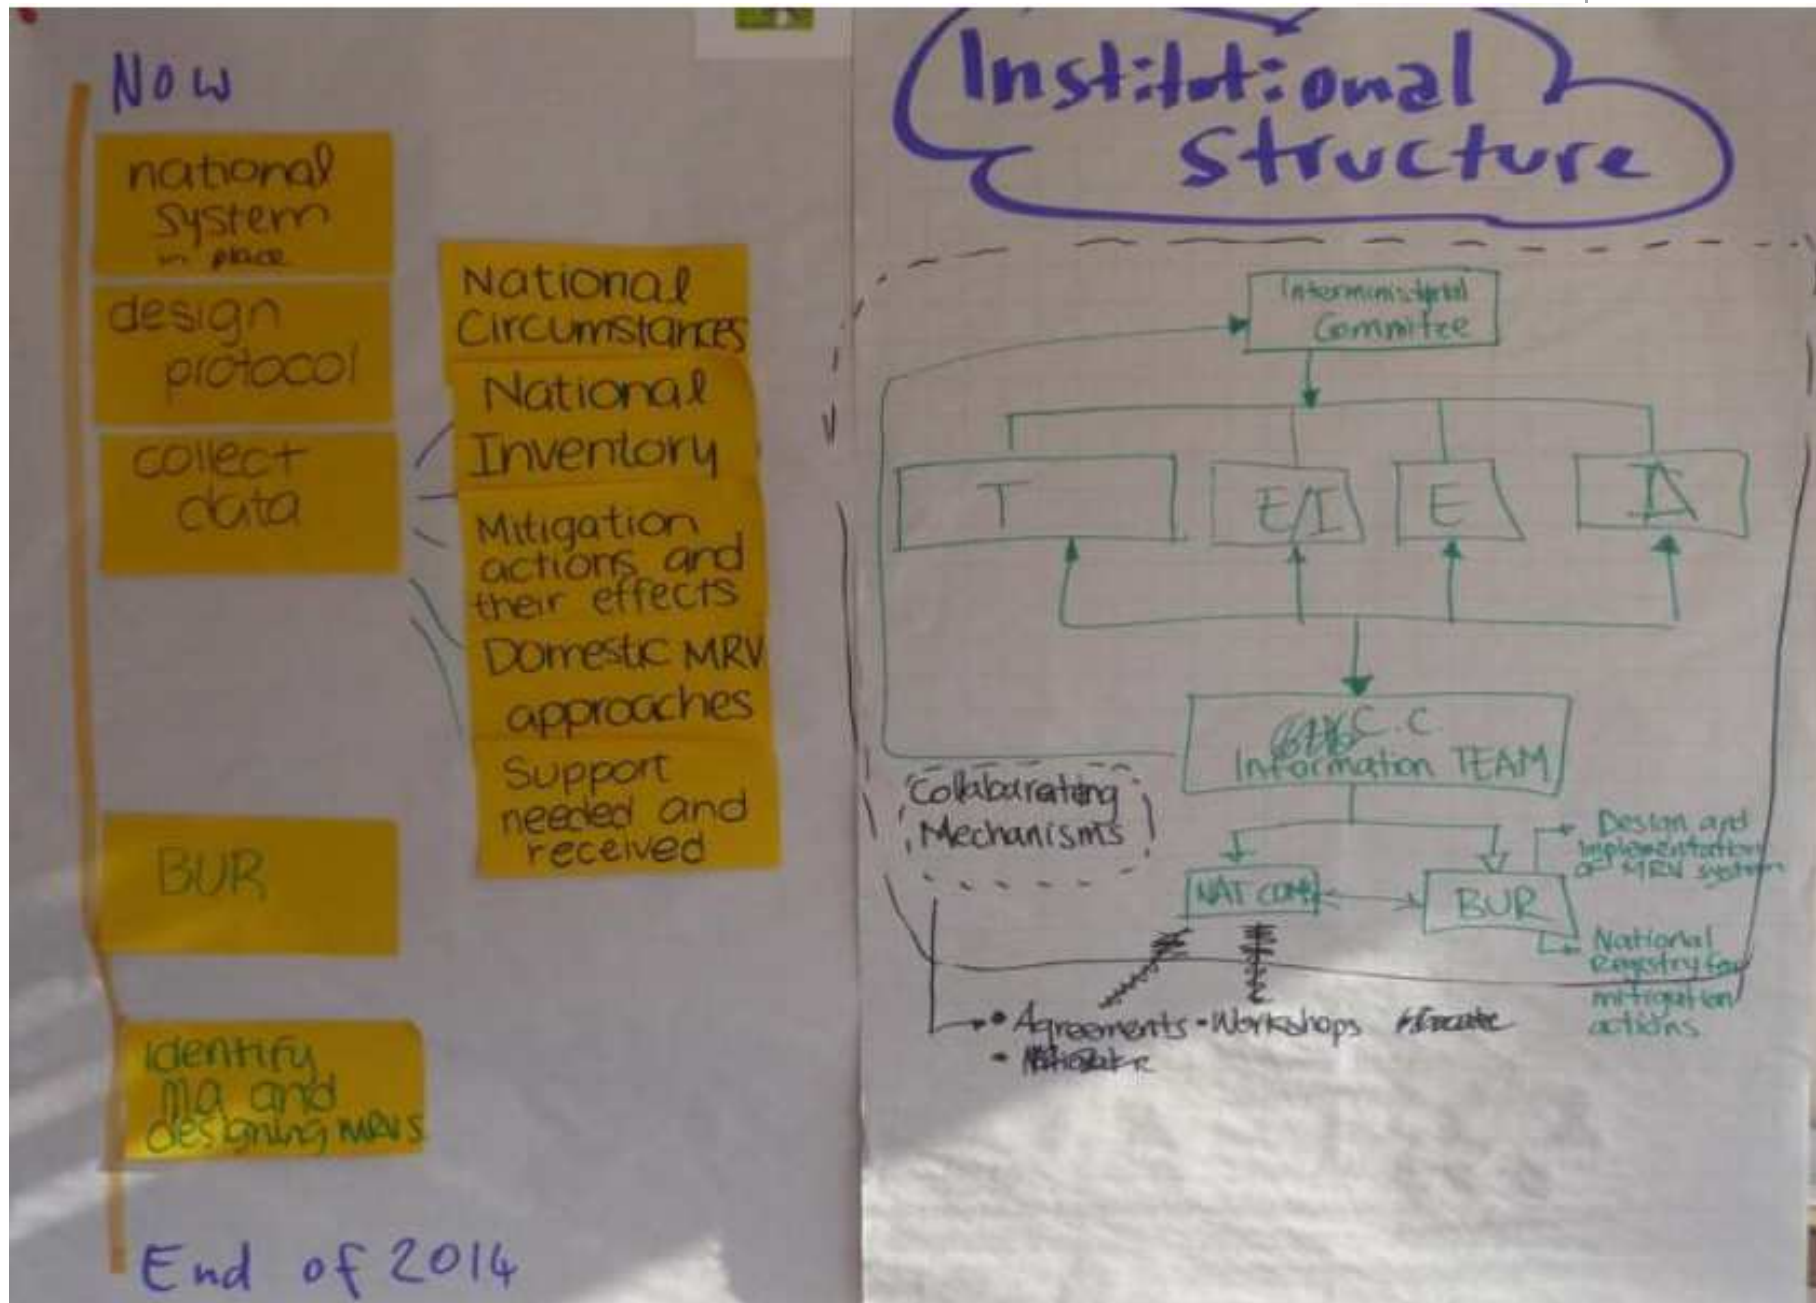 Now
national
system
in place
design
protocol
collect
data
BUR
identify
MA and
designing MRVs
End of 2014
National
Circumstances
National
Inventory
Mitigation
actions and
their effects
Domestic MRV
approaches
Support
needed and
received
Institutional
Structure
Interministerial
Committee
T
E/I
E
C.C.
Information TEAM
Collabarating
Mechanisms
NAT COM
BUR
Design and
implementation
of MRV system
National
Registry for
mitigation
actions
• Agreements • Workshops